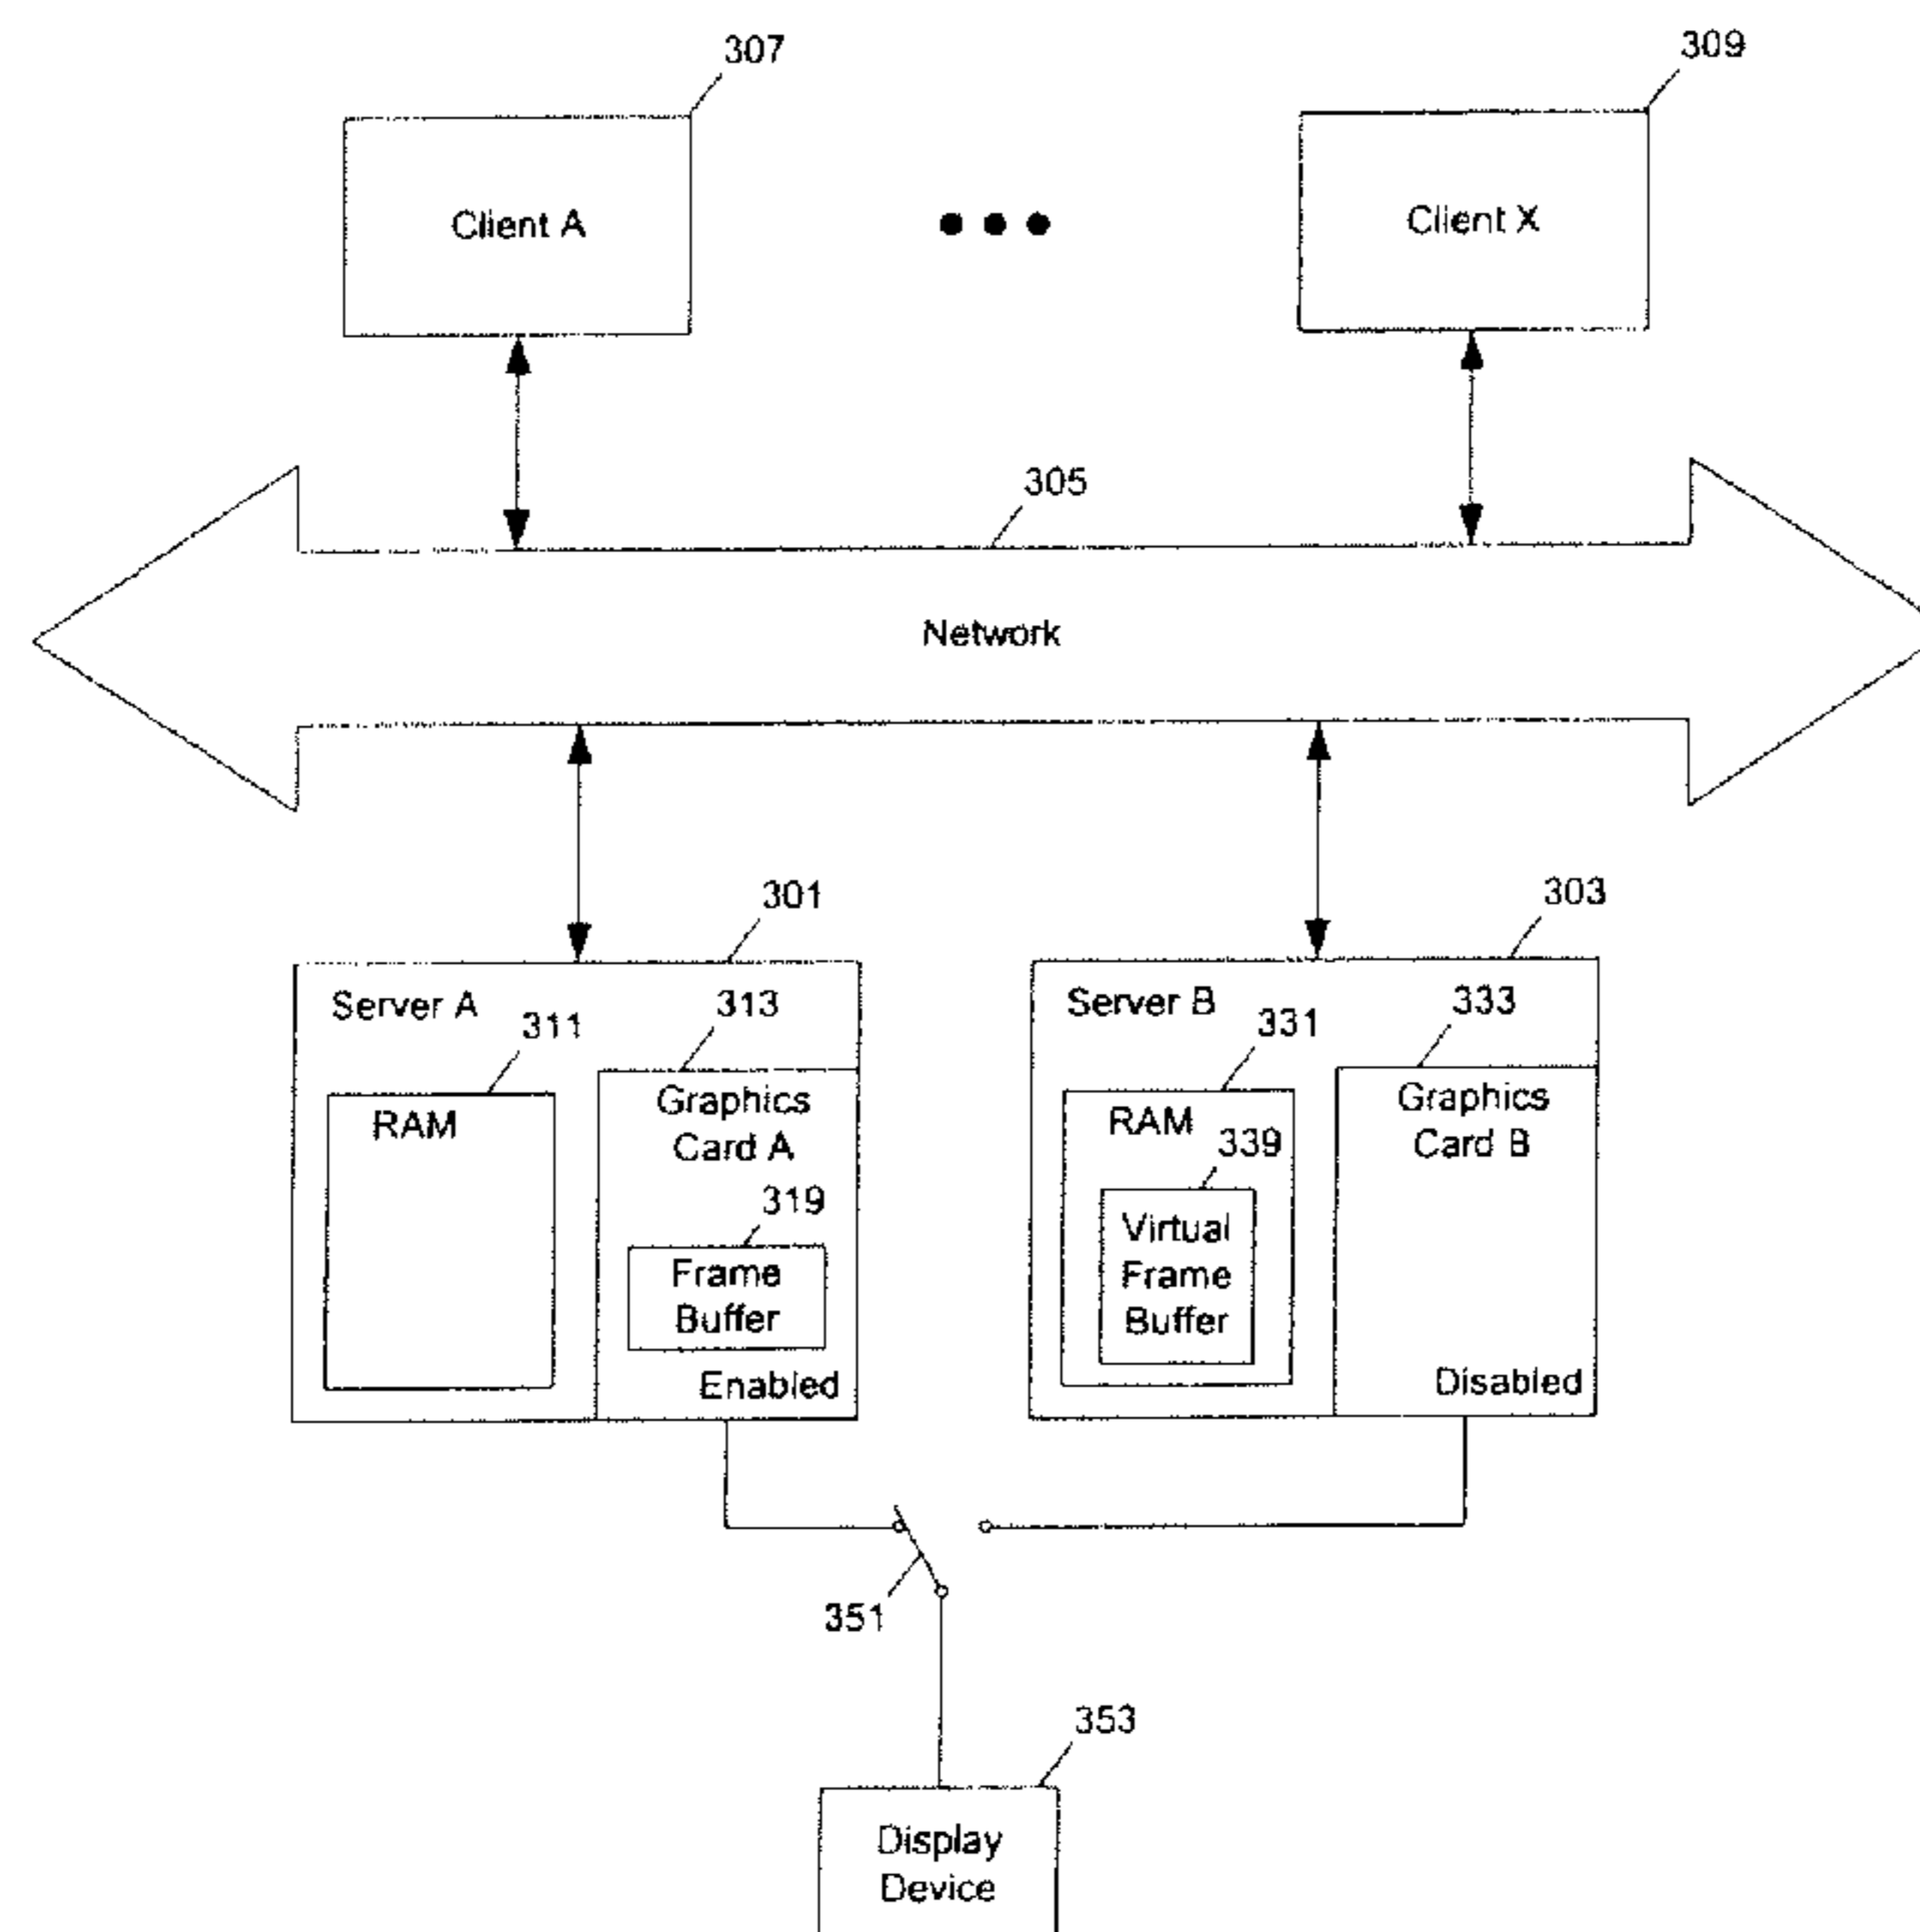 307
309
Client A
Client X
305
Network
301
303
Server A
313
311
Server B
333
331
RAM
Graphics
Card A
RAM
339
Graphics
Card B
319
Frame
Buffer
Virtual
Frame
Buffer
Enabled
Disabled
351
353
Display
Device